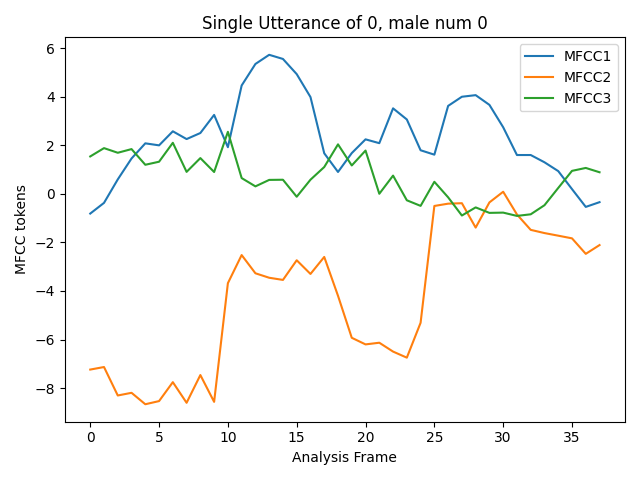 Single Utterance of 0, male num 0
MFCC1
MFCC2
MFCC3
MFCC tokens
6
4
2
0
−2
−4
−6
−8
0 5 10 15 20 25 30 35
Analysis Frame